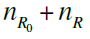 n_{R_0} + n_R